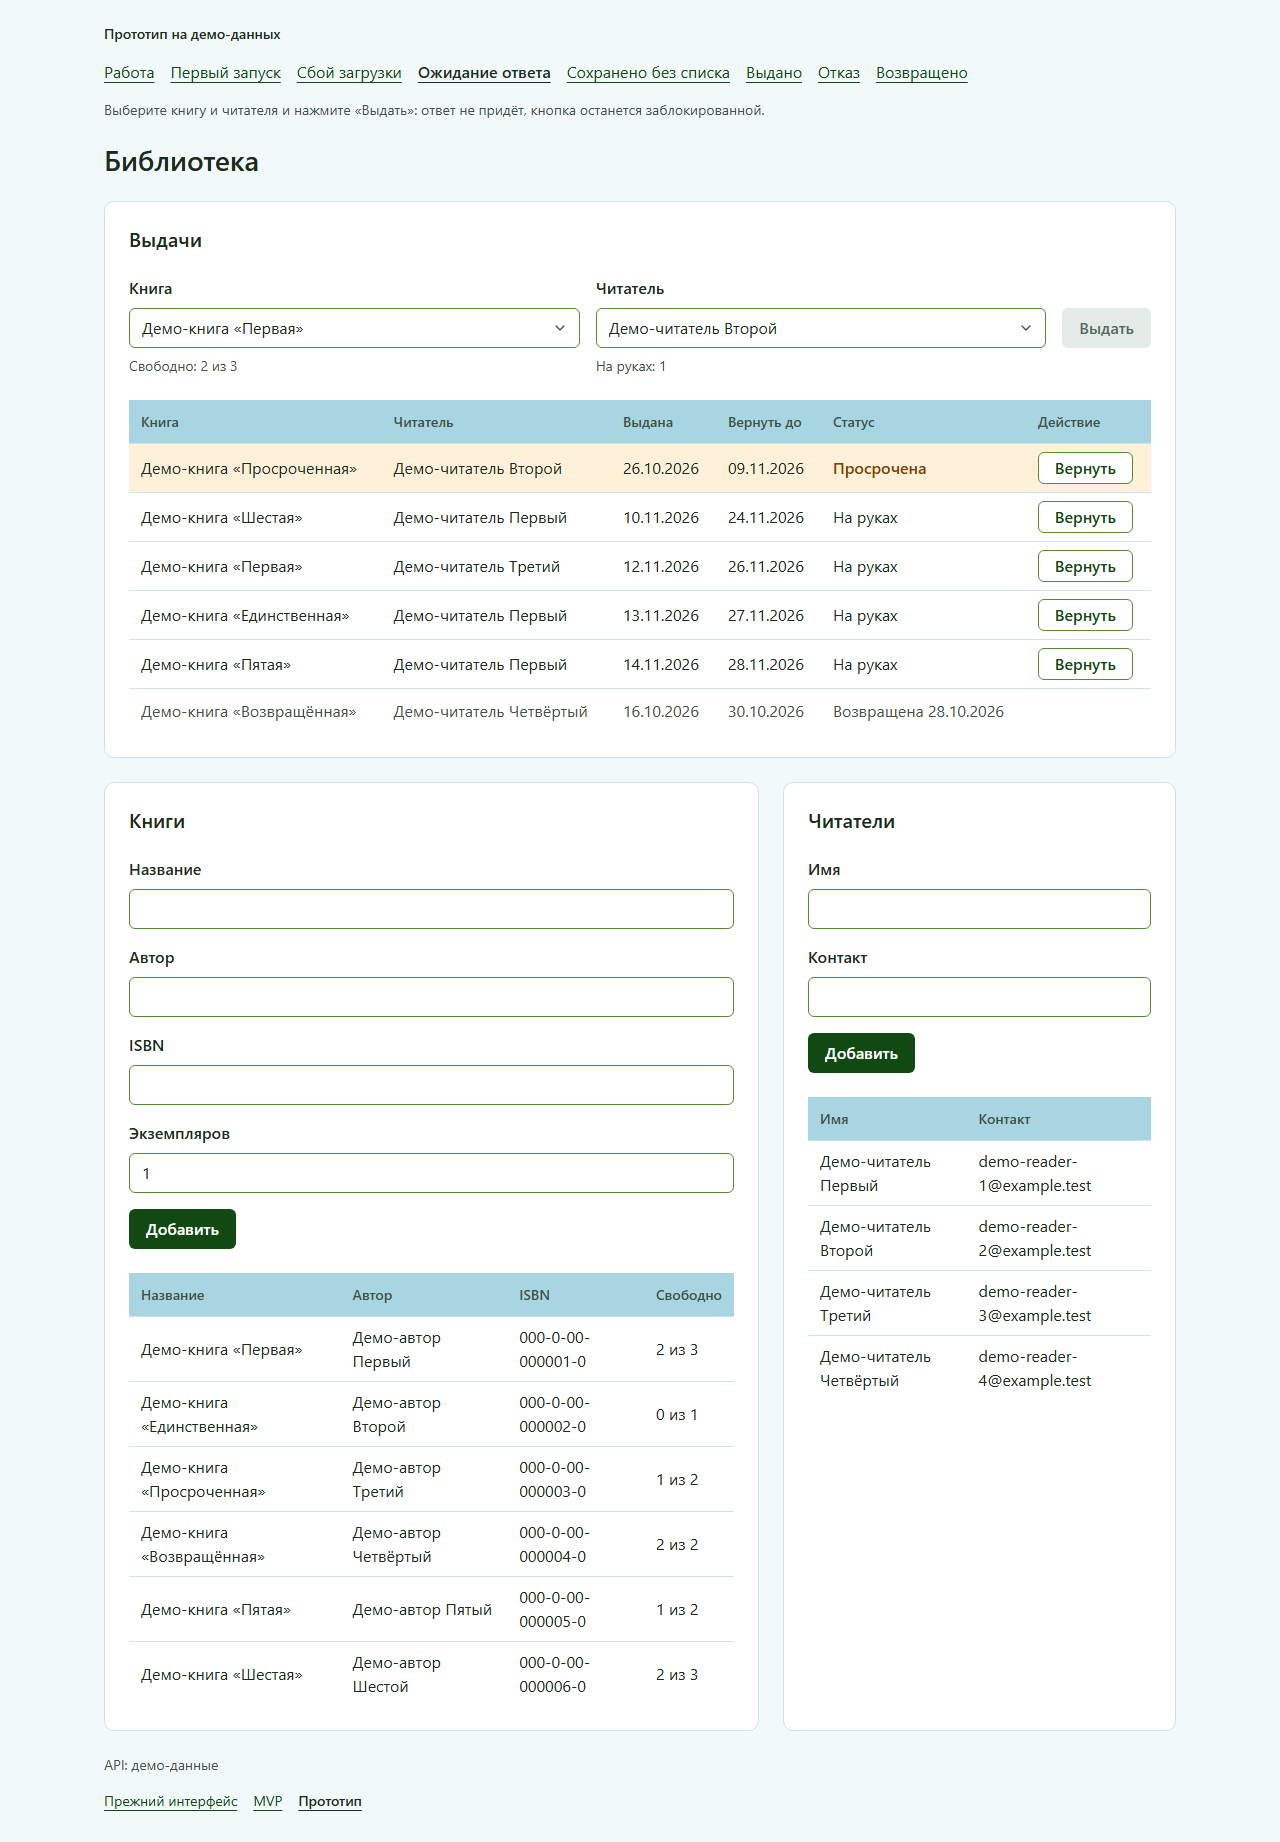 Прототип на демо-данных
Работа Первый запуск Сбой загрузки Ожидание ответа Сохранено без списка Выдано Отказ Возвращено
Выберите книгу и читателя и нажмите «Выдать»: ответ не придёт, кнопка останется заблокированной.
Библиотека
Выдачи
Книга Читатель
Демо-книга «Первая» Демо-читатель Второй Выдать
Свободно: 2 из 3 На руках: 1
Книга Читатель Выдана Вернуть до Статус Действие
Демо-книга «Просроченная» Демо-читатель Второй 26.10.2026 09.11.2026 Просрочена Вернуть
Демо-книга «Шестая» Демо-читатель Первый 10.11.2026 24.11.2026 На руках Вернуть
Демо-книга «Первая» Демо-читатель Третий 12.11.2026 26.11.2026 На руках Вернуть
Демо-книга «Единственная» Демо-читатель Первый 13.11.2026 27.11.2026 На руках Вернуть
Демо-книга «Пятая» Демо-читатель Первый 14.11.2026 28.11.2026 На руках Вернуть
Демо-книга «Возвращённая» Демо-читатель Четвёртый 16.10.2026 30.10.2026 Возвращена 28.10.2026
Книги
Название
Автор
ISBN
Экземпляров
1
Добавить
Название Автор ISBN Свободно
Демо-книга «Первая» Демо-автор 000-0-00- 2 из 3
Первый 000001-0
Демо-книга Демо-автор 000-0-00- 0 из 1
«Единственная» Второй 000002-0
Демо-книга Демо-автор 000-0-00- 1 из 2
«Просроченная» Третий 000003-0
Демо-книга Демо-автор 000-0-00- 2 из 2
«Возвращённая» Четвёртый 000004-0
Демо-книга «Пятая» Демо-автор Пятый 000-0-00- 1 из 2
000005-0
Демо-книга «Шестая» Демо-автор 000-0-00- 2 из 3
Шестой 000006-0
Читатели
Имя
Контакт
Добавить
Имя Контакт
Демо-читатель demo-reader-
Первый 1@example.test
Демо-читатель demo-reader-
Второй 2@example.test
Демо-читатель demo-reader-
Третий 3@example.test
Демо-читатель demo-reader-
Четвёртый 4@example.test
API: демо-данные
Прежний интерфейс MVP Прототип